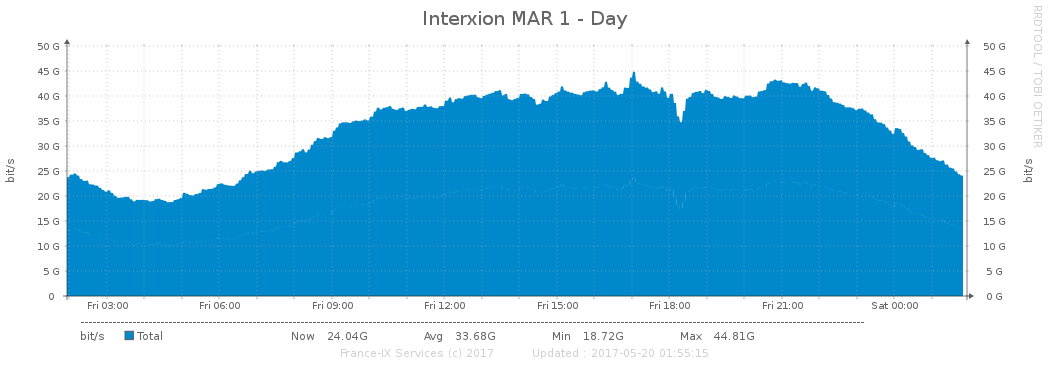 Interxion MAR 1 - Day
RRDTOOL / TOBI OETIKER
50 G 50 G
45 G 45 G
40 G 40 G
35 G 35 G
30 G 30 G
25 G 25 G
20 G 20 G
15 G 15 G
10 G 10 G
5 G 5 G
0 0 G
bit/s bit/s
Fri 03:00 Fri 06:00 Fri 09:00 Fri 12:00 Fri 15:00 Fri 18:00 Fri 21:00 Sat 00:00
bit/s Total Now 24.04G Avg 33.68G Min 18.72G Max 44.81G
France-IX Services (c) 2017 Updated : 2017-05-20 01:55:15